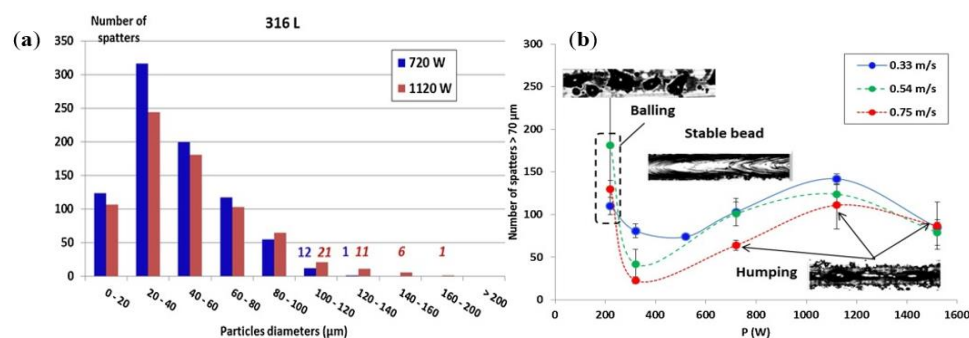 (a)
Number of
spatters
316 L
350
300
250
200
150
100
50
0
720 W
1120 W
12
21
1
11
6
1
0 - 20
20 - 40
40 - 60
60 - 80
80 - 100
100 - 120
120 - 140
140 - 160
160 - 200
> 200
Particles diameters (µm)
(b)
Number of spatters > 70 µm
300
250
200
150
100
50
0
0.33 m/s
0.54 m/s
0.75 m/s
Balling
Stable bead
Humping
0
200
400
600
800
1000
1200
1400
1600
P (W)